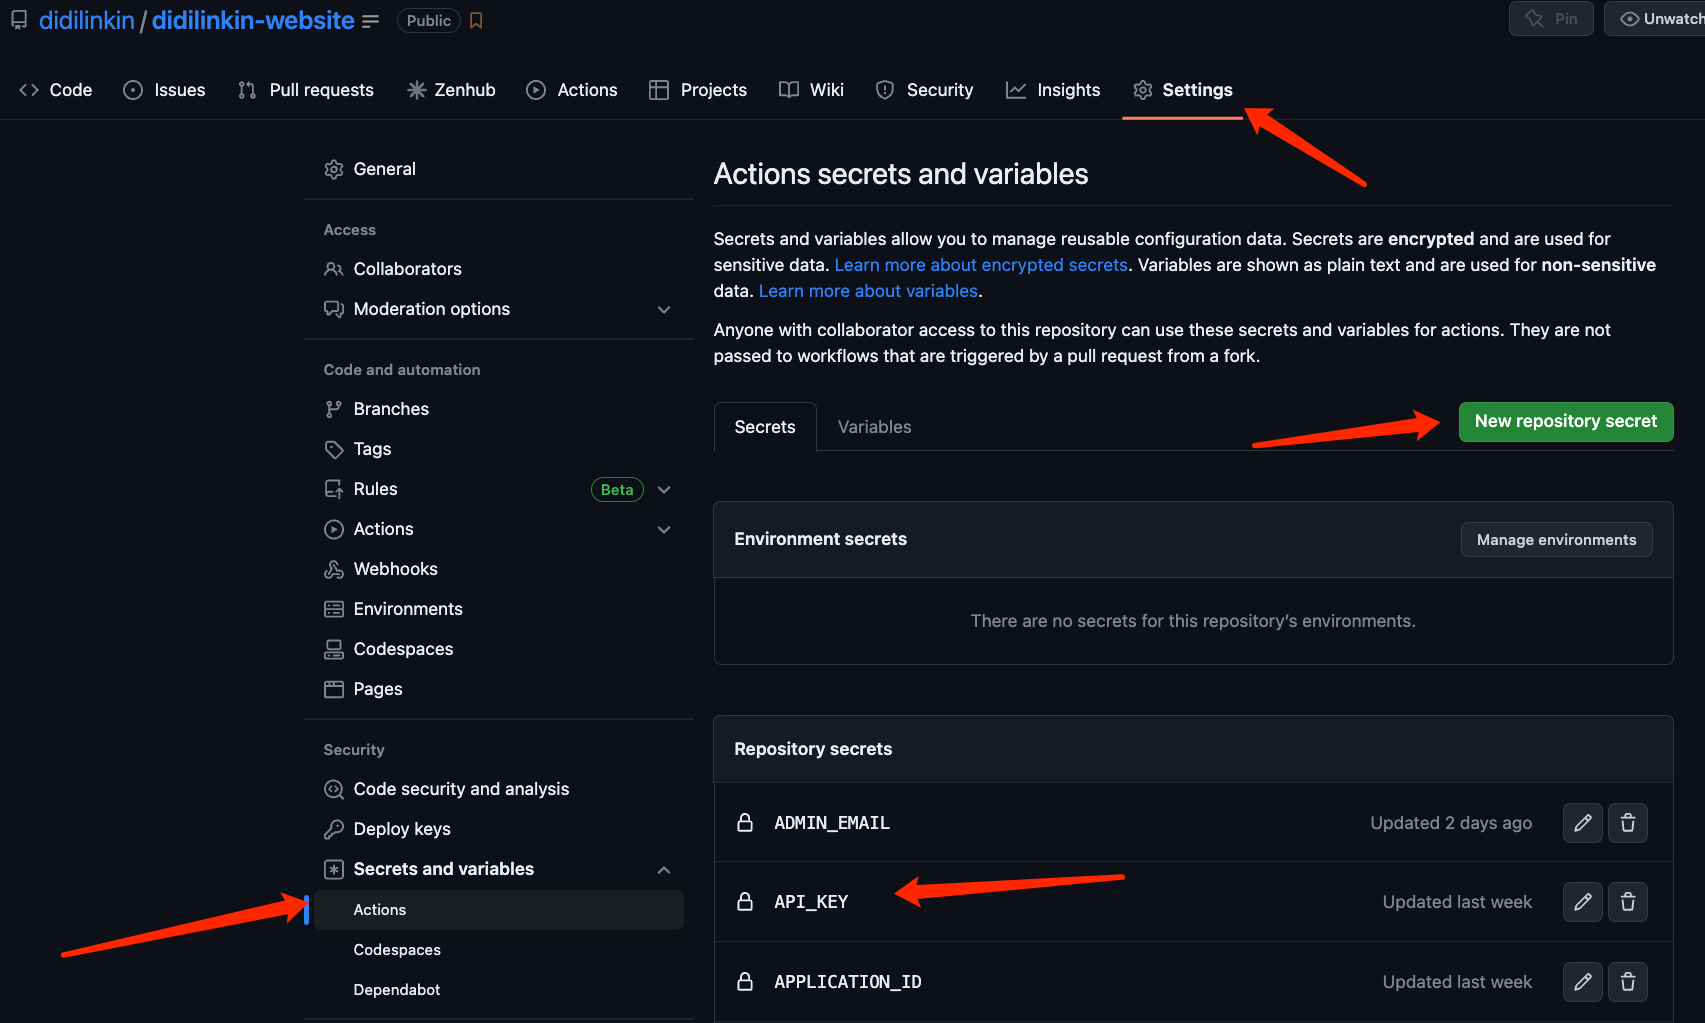 didilinkin / didilinkin-website Public Pin Unwatch
Code Issues Pull requests Zenhub Actions Projects Wiki Security Insights Settings
General
Access
Collaborators
Moderation options
Code and automation
Branches
Tags
Rules Beta
Actions
Webhooks
Environments
Codespaces
Pages
Security
Code security and analysis
Deploy keys
Secrets and variables
Actions
Codespaces
Dependabot
Actions secrets and variables
Secrets and variables allow you to manage reusable configuration data. Secrets are encrypted and are used for
sensitive data. Learn more about encrypted secrets. Variables are shown as plain text and are used for non-sensitive
data. Learn more about variables.
Anyone with collaborator access to this repository can use these secrets and variables for actions. They are not
passed to workflows that are triggered by a pull request from a fork.
Secrets Variables New repository secret
Environment secrets Manage environments
There are no secrets for this repository’s environments.
Repository secrets
ADMIN_EMAIL Updated 2 days ago
API_KEY Updated last week
APPLICATION_ID Updated last week